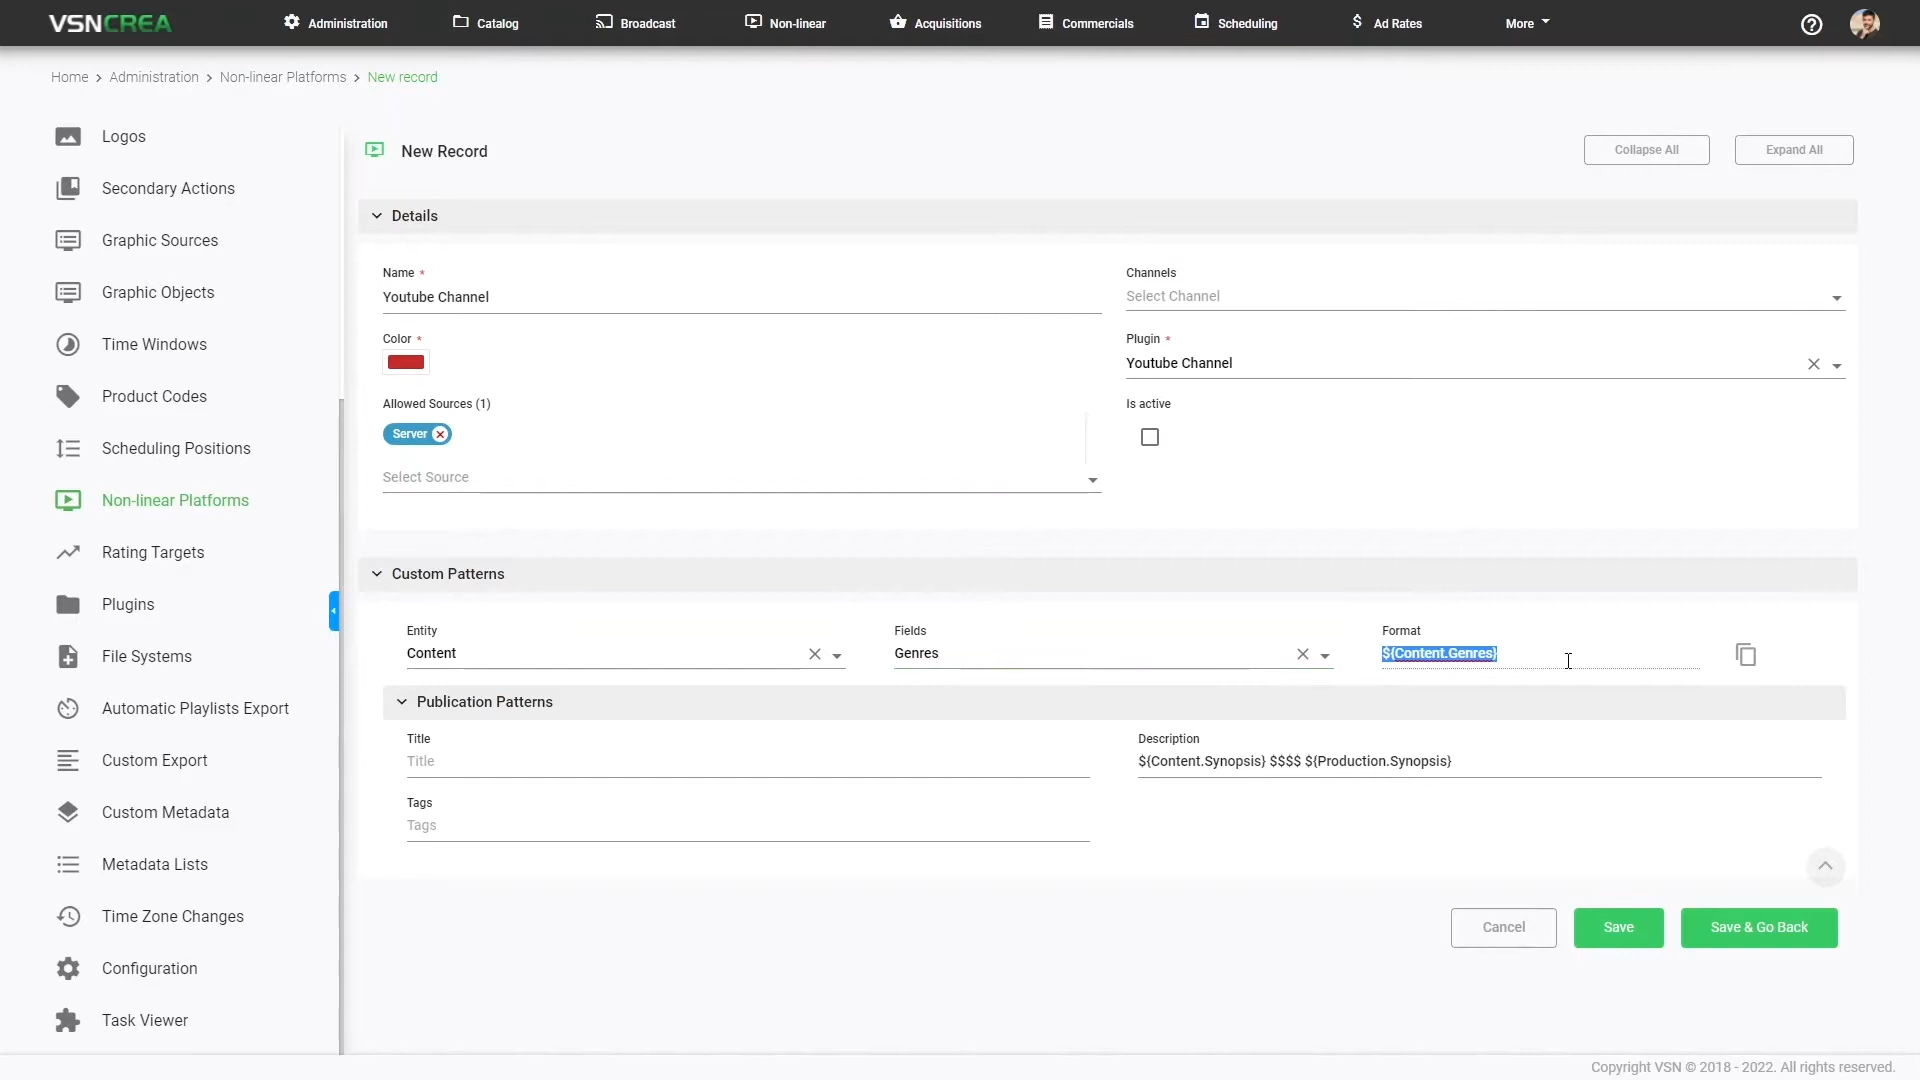 VSNCREA
Administration
Catalog
Broadcast
Non-linear
Acquisitions
Commercials
Scheduling
Ad Rates
More
Home > Administration > Non-linear Platforms > New record
Logos
Secondary Actions
Graphic Sources
Graphic Objects
Time Windows
Product Codes
Scheduling Positions
Non-linear Platforms
Rating Targets
Plugins
File Systems
Automatic Playlists Export
Custom Export
Custom Metadata
Metadata Lists
Time Zone Changes
Configuration
Task Viewer
New Record
Collapse All
Expand All
Details
Name *
Youtube Channel
Channels
Select Channel
Color *
Plugin *
Youtube Channel
Allowed Sources (1)
Server
Select Source
Is active
Custom Patterns
Entity
Content
Fields
Genres
Format
${Content.Genres}
Publication Patterns
Title
Title
Description
${Content.Synopsis} $$$$ ${Production.Synopsis}
Tags
Tags
Cancel
Save
Save & Go Back
Copyright VSN © 2018 - 2022. All rights reserved.